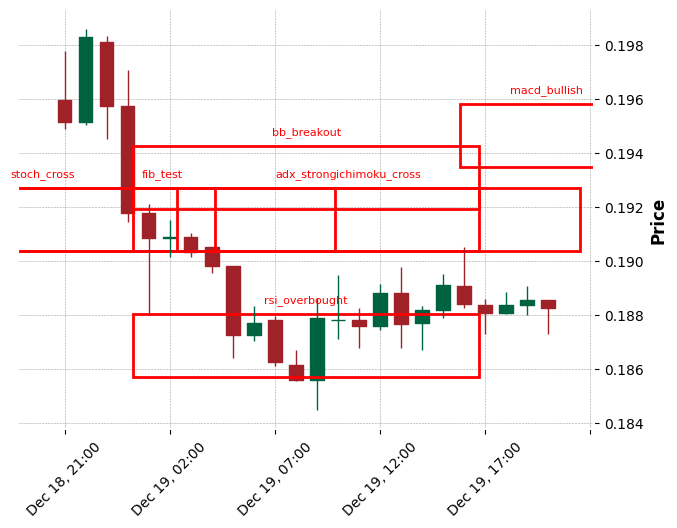 0.198
macd_bullish
0.196
bb_breakout
0.194
stoch_cross fib_test adx_strongichimoku_cross
0.192
Price
0.190
rsi_overbought
0.188
0.186
0.184
Dec 18, 21:00 Dec 19, 02:00 Dec 19, 07:00 Dec 19, 12:00 Dec 19, 17:00